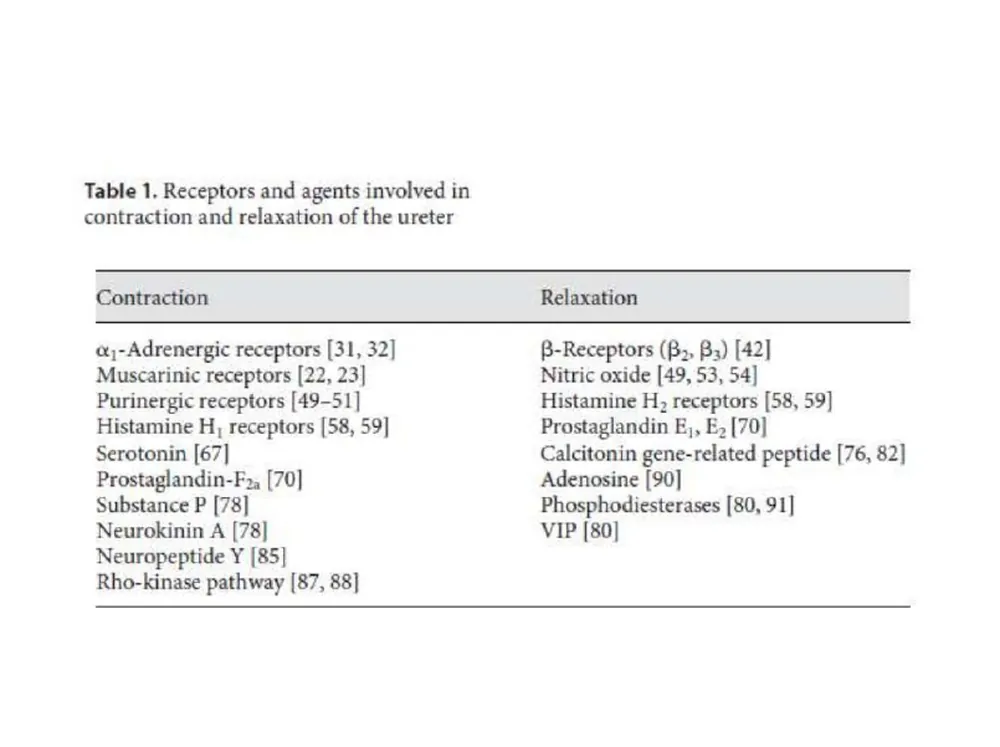 Table 1. Receptors and agents involved in
contraction and relaxation of the ureter
Contraction Relaxation
α₁-Adrenergic receptors [31, 32] β-Receptors (β₂, β₃) [42]
Muscarinic receptors [22, 23] Nitric oxide [49, 53, 54]
Purinergic receptors [49–51] Histamine H₂ receptors [58, 59]
Histamine H₁ receptors [58, 59] Prostaglandin E₁, E₂ [70]
Serotonin [67] Calcitonin gene-related peptide [76, 82]
Prostaglandin-F₂ₐ [70] Adenosine [90]
Substance P [78] Phosphodiesterases [80, 91]
Neurokinin A [78] VIP [80]
Neuropeptide Y [85]
Rho-kinase pathway [87, 88]